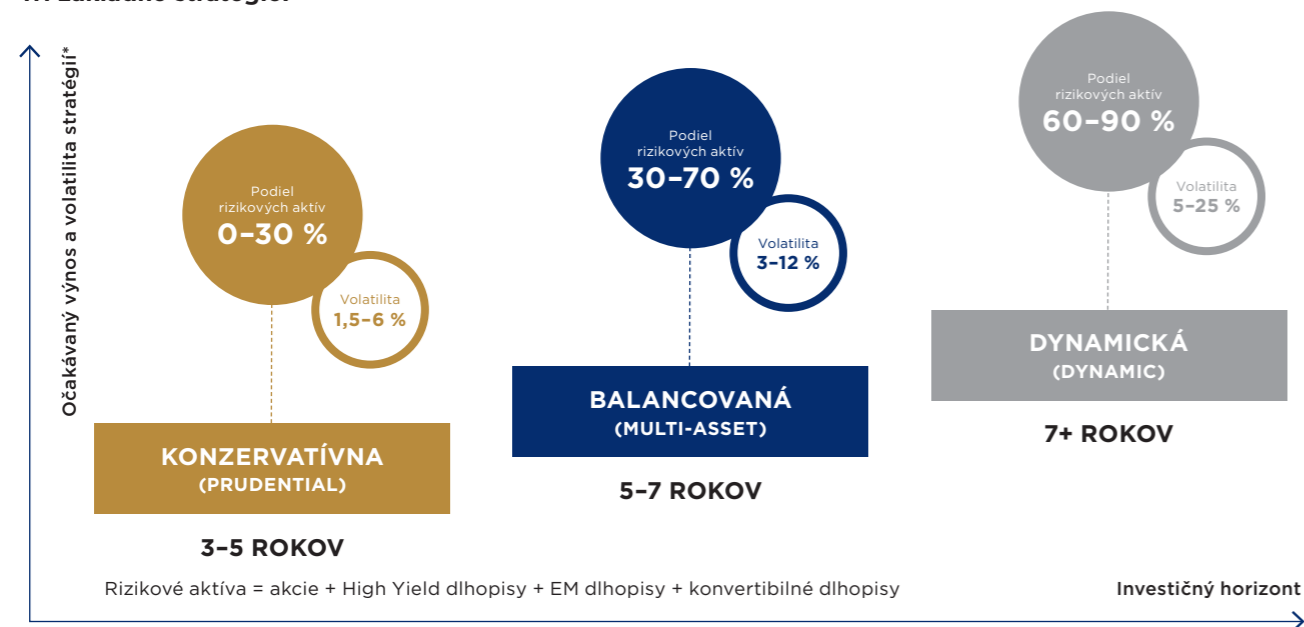 Očakávaný výnos a volatilita stratégií*
Podiel
rizikových aktív
0–30 %
Volatilita
1,5–6 %
KONZERVATÍVNA
(PRUDENTIAL)
3–5 ROKOV
Podiel
rizikových aktív
30–70 %
Volatilita
3–12 %
BALANCOVANÁ
(MULTI-ASSET)
5–7 ROKOV
Podiel
rizikových aktív
60–90 %
Volatilita
5–25 %
DYNAMICKÁ
(DYNAMIC)
7+ ROKOV
Rizikové aktíva = akcie + High Yield dlhopisy + EM dlhopisy + konvertibilné dlhopisy
Investičný horizont